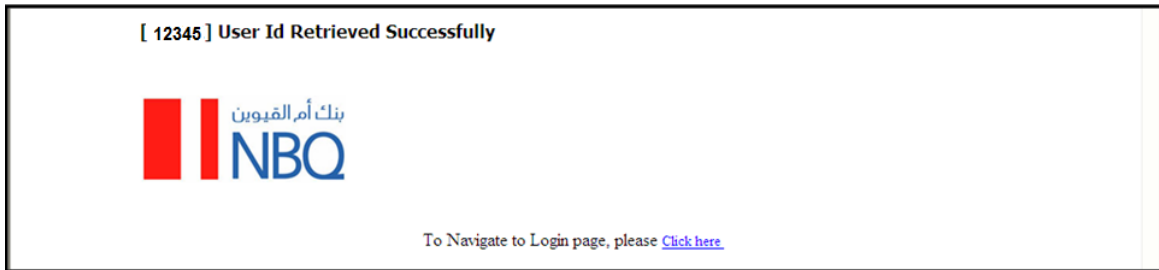 [ 12345 ] User Id Retrieved Successfully
بنك أم القيوين
NBQ
To Navigate to Login page, please Click here